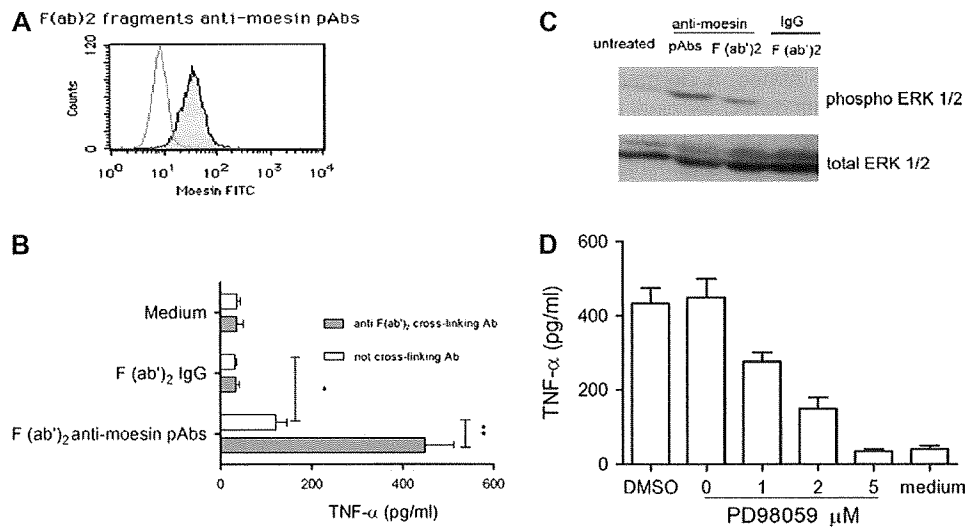 A
F(ab)2 fragments anti-moesin pAbs
120
Counts
0
10^0 10^1 10^2 10^3 10^4
Moesin FITC
B
Medium
F (ab')2 IgG
F (ab')2 anti-moesin pAbs
anti F(ab')2 cross-linking Ab
not cross-linking Ab
*
**
0 200 400 600
TNF-α (pg/ml)
C
anti-moesin IgG
untreated pAbs F (ab')2 F (ab')2
phospho ERK 1/2
total ERK 1/2
D
600
400
200
0
TNF-α (pg/ml)
DMSO 0 1 2 5 medium
PD98059 μM